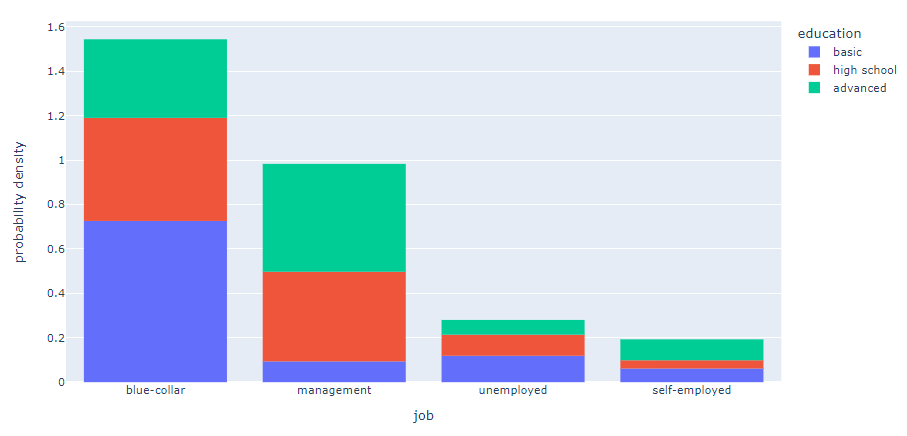 education
basic
high school
advanced
1.6
1.4
1.2
1
0.8
0.6
0.4
0.2
0
probability density
blue-collar management unemployed self-employed
job